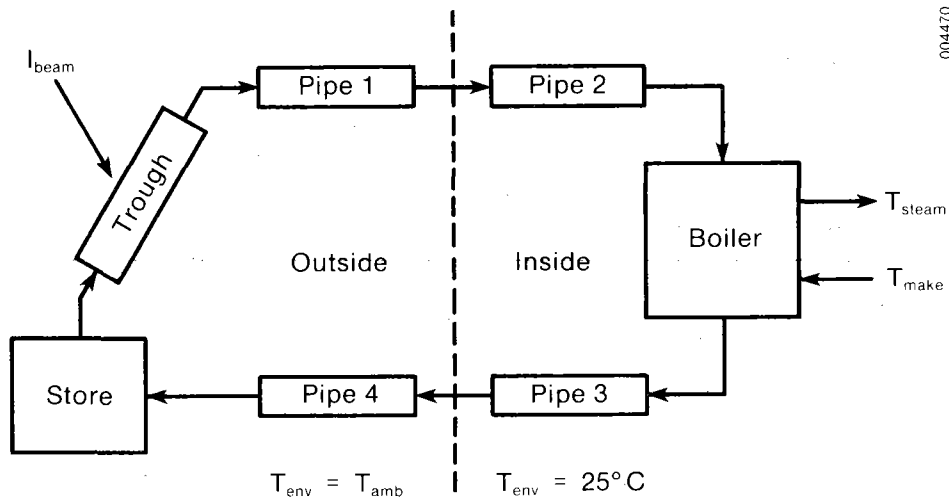 004470
I_beam
Pipe 1
Pipe 2
Trough
T_steam
Boiler
Outside
Inside
T_make
Store
Pipe 4
Pipe 3
T_env = T_amb
T_env = 25°C